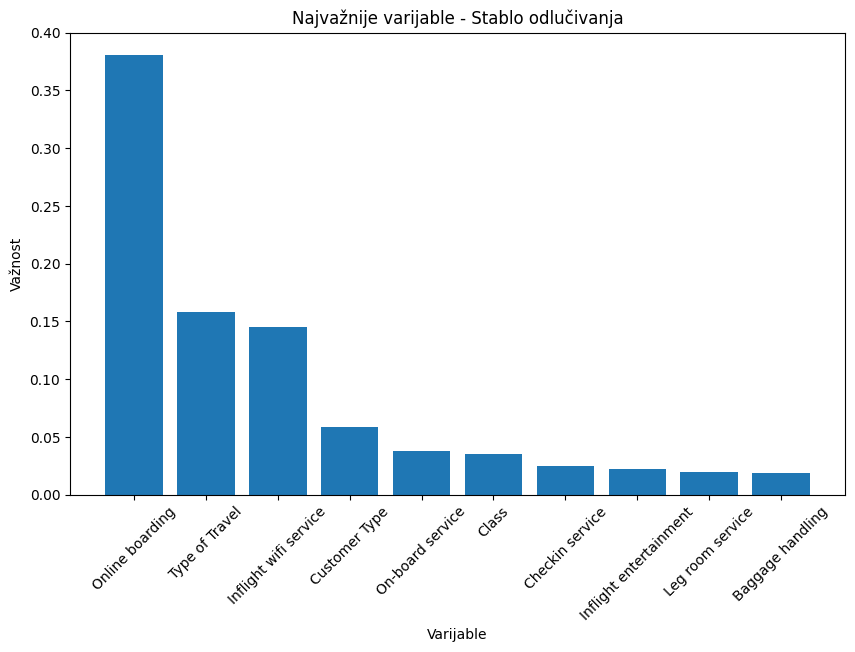 Najvažnije varijable - Stablo odlučivanja
0.40
0.35
0.30
0.25
0.20
0.15
0.10
0.05
0.00
Važnost
Online boarding
Type of Travel
Inflight wifi service
Customer Type
On-board service
Class
Checkin service
Inflight entertainment
Leg room service
Baggage handling
Varijable